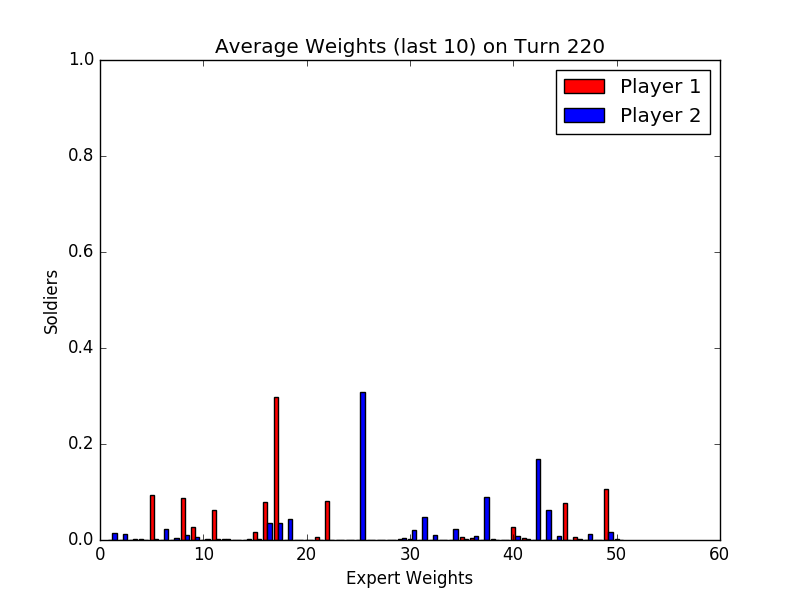 Average Weights (last 10) on Turn 220
Player 1
Player 2
1.0
0.8
0.6
0.4
0.2
0.0
Soldiers
0 10 20 30 40 50 60
Expert Weights